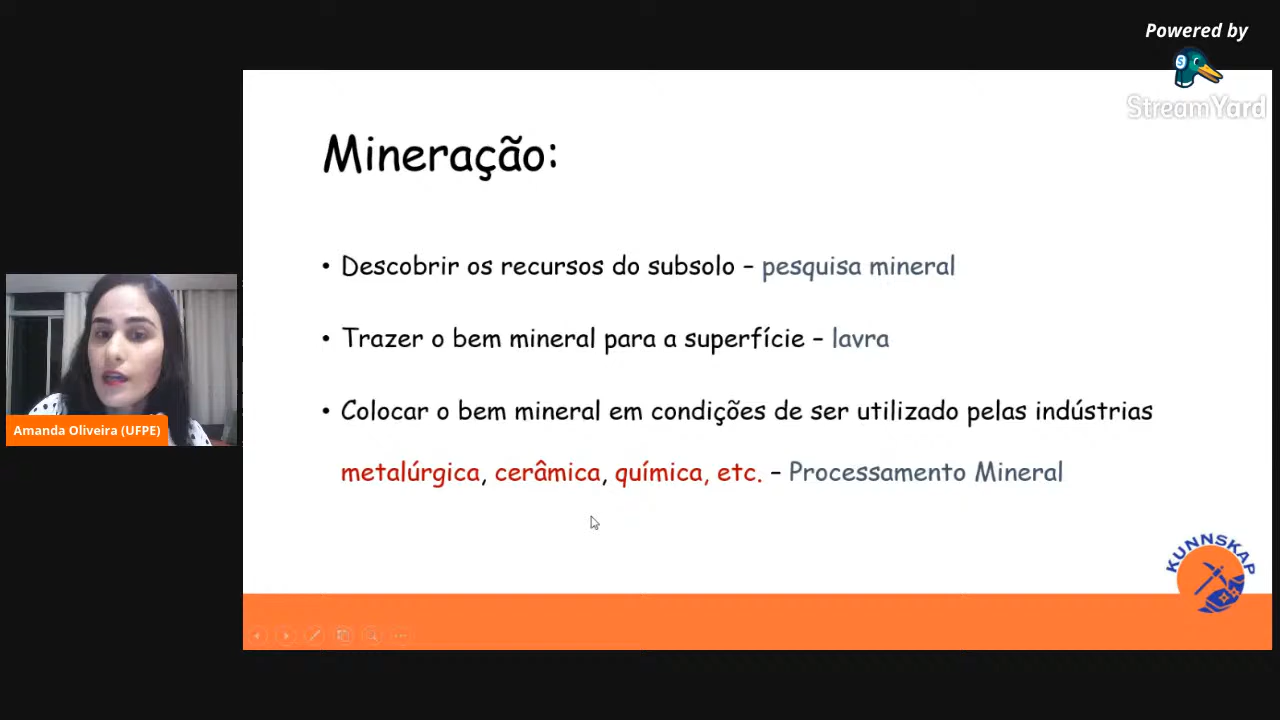 Powered by
StreamYard
Mineração:
• Descobrir os recursos do subsolo – pesquisa mineral
• Trazer o bem mineral para a superfície – lavra
• Colocar o bem mineral em condições de ser utilizado pelas indústrias
metalúrgica, cerâmica, química, etc. – Processamento Mineral
Amanda Oliveira (UFPE)
KUNNSKAP